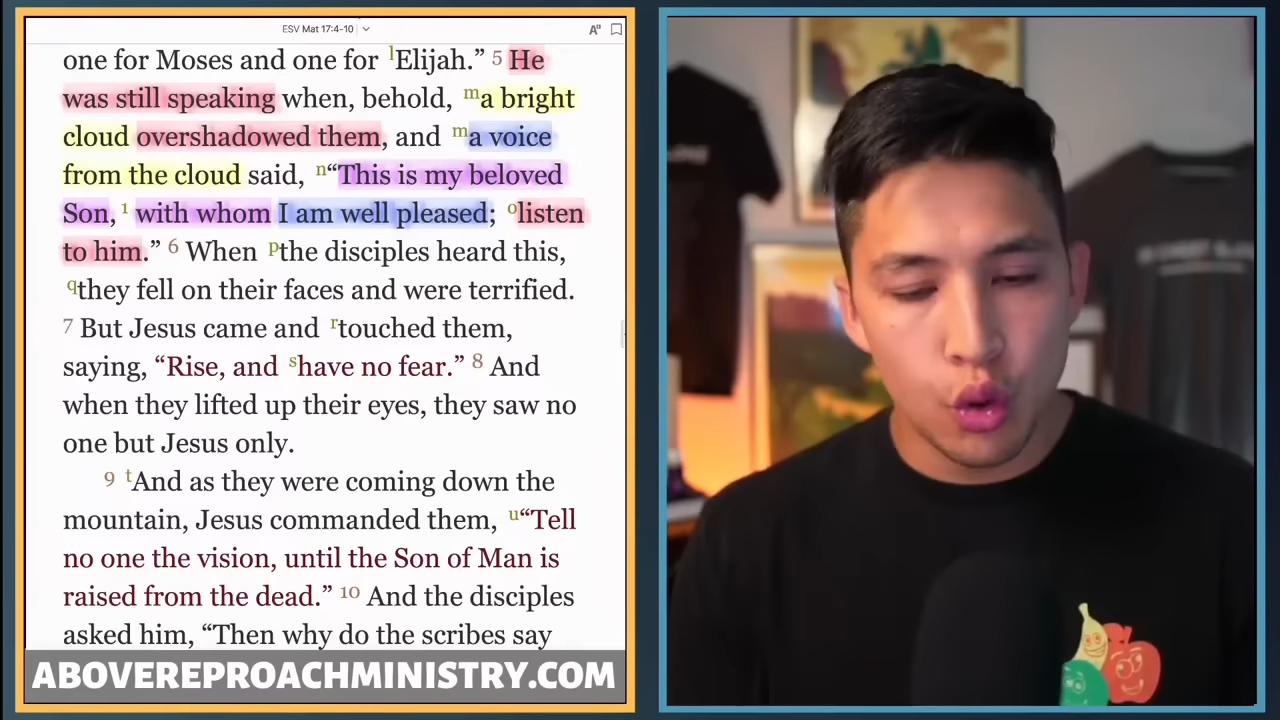 ESV Mat 17:4-10
one for Moses and one for lElijah.” 5 He
was still speaking when, behold, ma bright
cloud overshadowed them, and ma voice
from the cloud said, n“This is my beloved
Son,1 with whom I am well pleased; olisten
to him.” 6 When pthe disciples heard this,
qthey fell on their faces and were terrified.
7 But Jesus came and rtouched them,
saying, “Rise, and shave no fear.” 8 And
when they lifted up their eyes, they saw no
one but Jesus only.
9 tAnd as they were coming down the
mountain, Jesus commanded them, u“Tell
no one the vision, until the Son of Man is
raised from the dead.” 10 And the disciples
asked him, “Then why do the scribes say
ABOVEREPROACHMINISTRY.COM